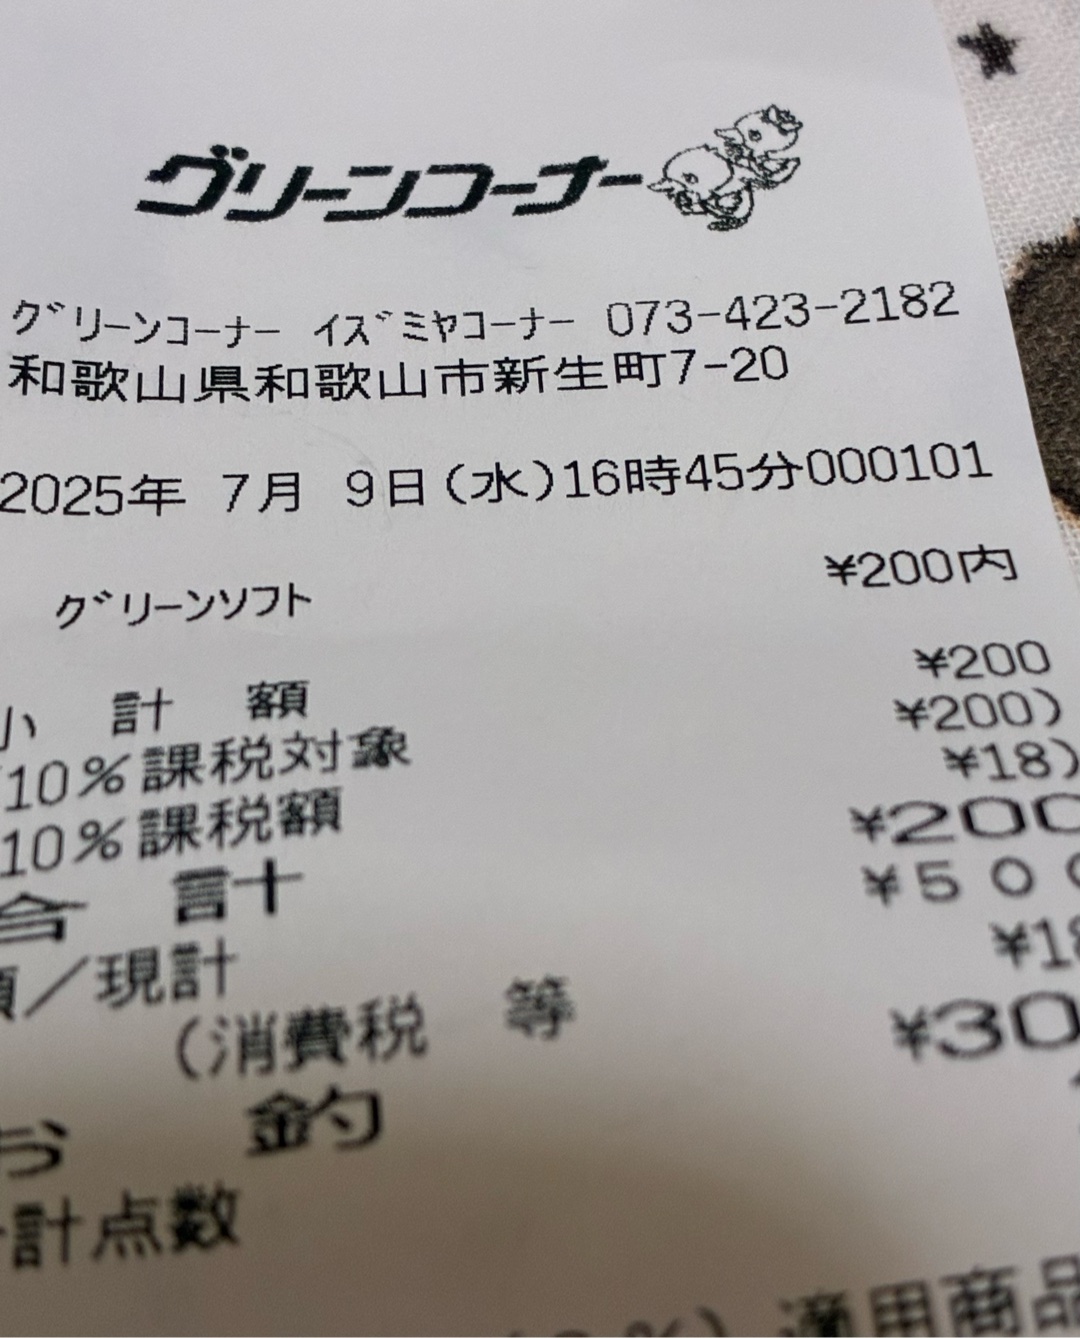 グリーンコーナー
グリーンコーナー イズミヤコーナー 073-423-2182
和歌山県和歌山市新生町7-20
2025年 7月 9日(水)16時45分000101
グリーンソフト ¥200内
小 計 額 ¥200
10%課税対象 ¥200)
10%課税額 ¥18)
合 計 ¥200
/現計 ¥500
(消費税 等 ¥18
お 釣 ¥30
計点数
適用商品